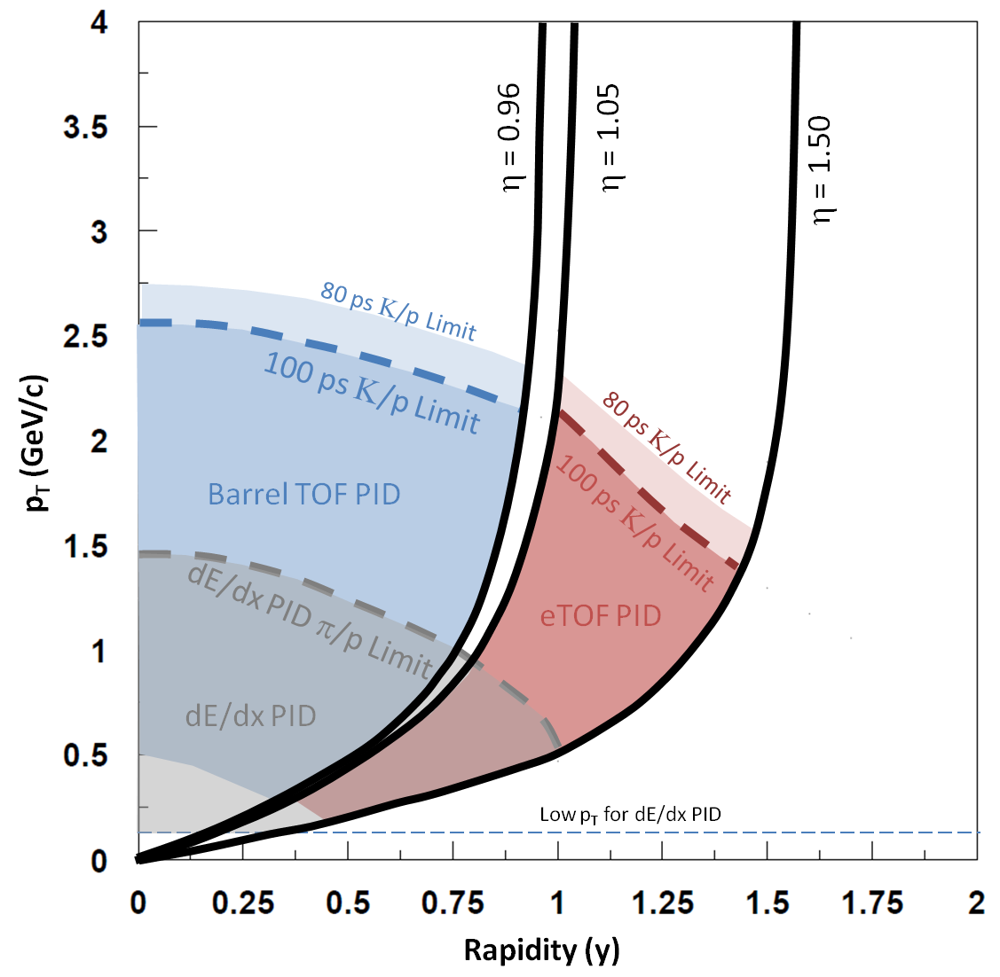 4
3.5
3
2.5
2
1.5
1
0.5
0
pT (GeV/c)
η = 0.96
η = 1.05
η = 1.50
80 ps K/p Limit
100 ps K/p Limit
Barrel TOF PID
dE/dx PID π/p Limit
dE/dx PID
80 ps K/p Limit
100 ps K/p Limit
eTOF PID
Low pT for dE/dx PID
0 0.25 0.5 0.75 1 1.25 1.5 1.75 2
Rapidity (y)